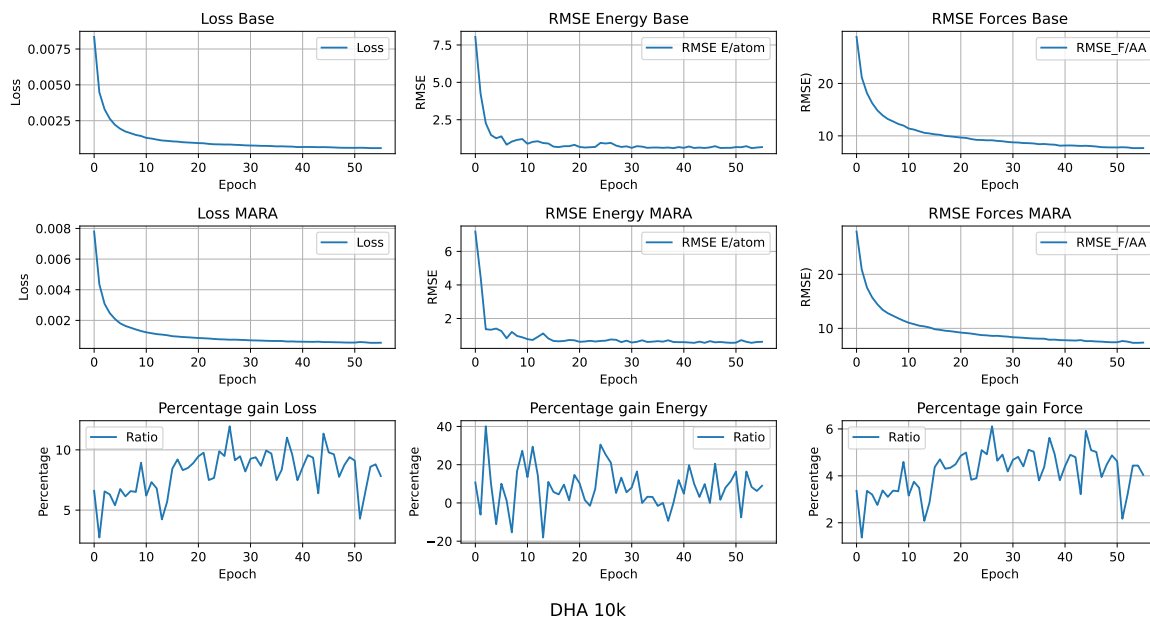 Loss Base
RMSE Energy Base
RMSE Forces Base
Loss
RMSE E/atom
RMSE_F/AA
0.0075
0.0050
0.0025
7.5
5.0
2.5
20
10
Loss
RMSE
RMSE)
0 10 20 30 40 50
0 10 20 30 40 50
0 10 20 30 40 50
Epoch
Epoch
Epoch
Loss MARA
RMSE Energy MARA
RMSE Forces MARA
Loss
RMSE E/atom
RMSE_F/AA
0.008
0.006
0.004
0.002
6
4
2
20
10
Loss
RMSE
RMSE)
0 10 20 30 40 50
0 10 20 30 40 50
0 10 20 30 40 50
Epoch
Epoch
Epoch
Percentage gain Loss
Percentage gain Energy
Percentage gain Force
Ratio
Ratio
Ratio
10
5
40
20
0
−20
6
4
2
Percentage
Percentage
Percentage
0 10 20 30 40 50
0 10 20 30 40 50
0 10 20 30 40 50
Epoch
Epoch
Epoch
DHA 10k